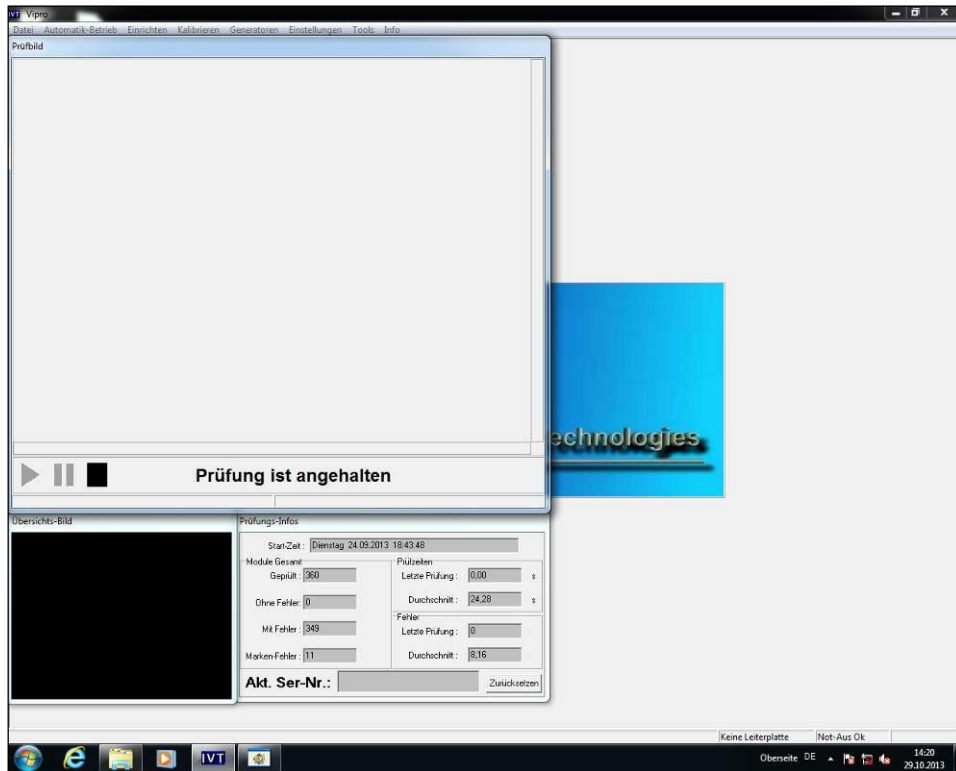 IVT Vipro
Datei Automatik-Betrieb Einrichten Kalibrieren Generatoren Einstellungen Tools Info
Prüfbild
echnologies
Prüfung ist angehalten
Übersichts-Bild
Prüfungs-Infos
Start-Zeit : Dienstag 24.09.2013 18:43:48
Module Gesamt
Geprüft : 360
Ohne Fehler: 0
Mit Fehler : 349
Marken-Fehler : 11
Prüfzeiten
Letzte Prüfung : 0,00 s
Durchschnitt : 24,28 s
Fehler
Letzte Prüfung : 0
Durchschnitt : 8,16
Akt. Ser-Nr.:
Zurücksetzen
Keine Leiterplatte Not-Aus Ok
IVT
Oberseite DE 14:20
29.10.2013